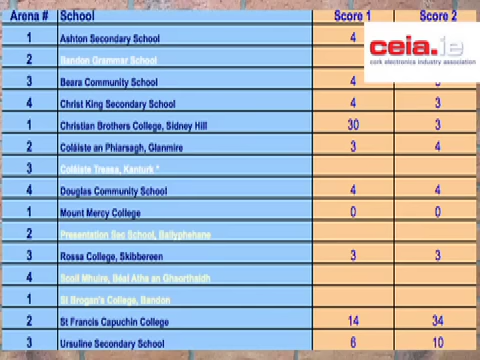 Arena # School Score 1 Score 2
1 Ashton Secondary School 4
2 Bandon Grammar School
3 Beara Community School 4
4 Christ King Secondary School 4 3
1 Christian Brothers College, Sidney Hill 30 3
2 Coláiste an Phiarsagh, Glanmire 3 4
3 Coláiste Treasa, Kanturk *
4 Douglas Community School 4 4
1 Mount Mercy College 0 0
2 Presentation Sec School, Ballyphehane
3 Rossa College, Skibbereen 3 3
4 Scoil Mhuire, Béal Atha an Ghaorthaidh
1 St Brogan's College, Bandon
2 St Francis Capuchin College 14 34
3 Ursuline Secondary School 6 10
ceia.ie
cork electronics industry association